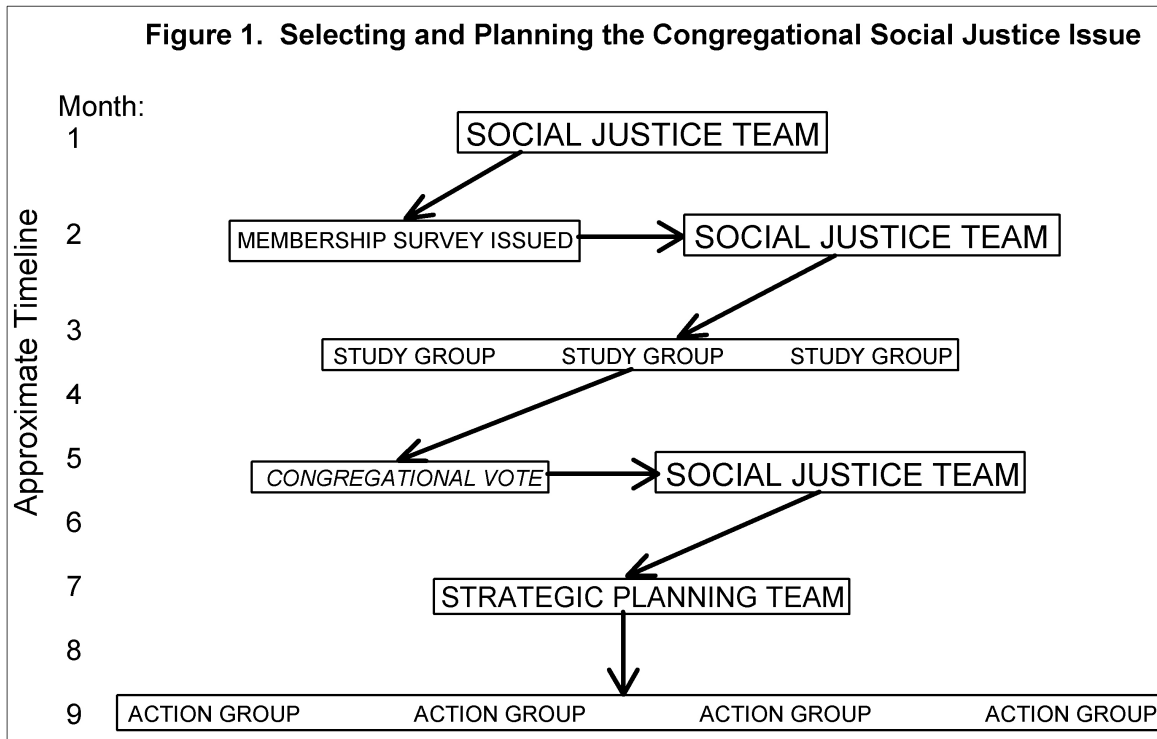 Figure 1. Selecting and Planning the Congregational Social Justice Issue
Month:
Approximate Timeline
1
SOCIAL JUSTICE TEAM
2
MEMBERSHIP SURVEY ISSUED
SOCIAL JUSTICE TEAM
3
STUDY GROUP STUDY GROUP STUDY GROUP
4
5
CONGREGATIONAL VOTE
SOCIAL JUSTICE TEAM
6
7
STRATEGIC PLANNING TEAM
8
9
ACTION GROUP ACTION GROUP ACTION GROUP ACTION GROUP